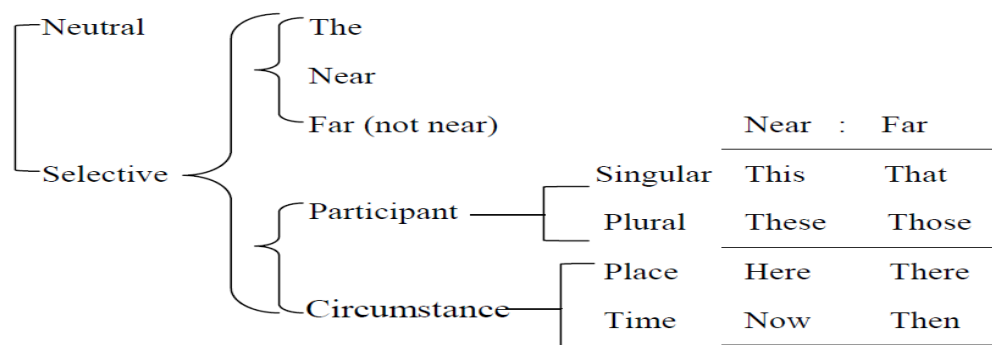 Neutral The
Near
Far (not near) Near : Far
Selective Singular This That
Participant
Plural These Those
Place Here There
Circumstance
Time Now Then